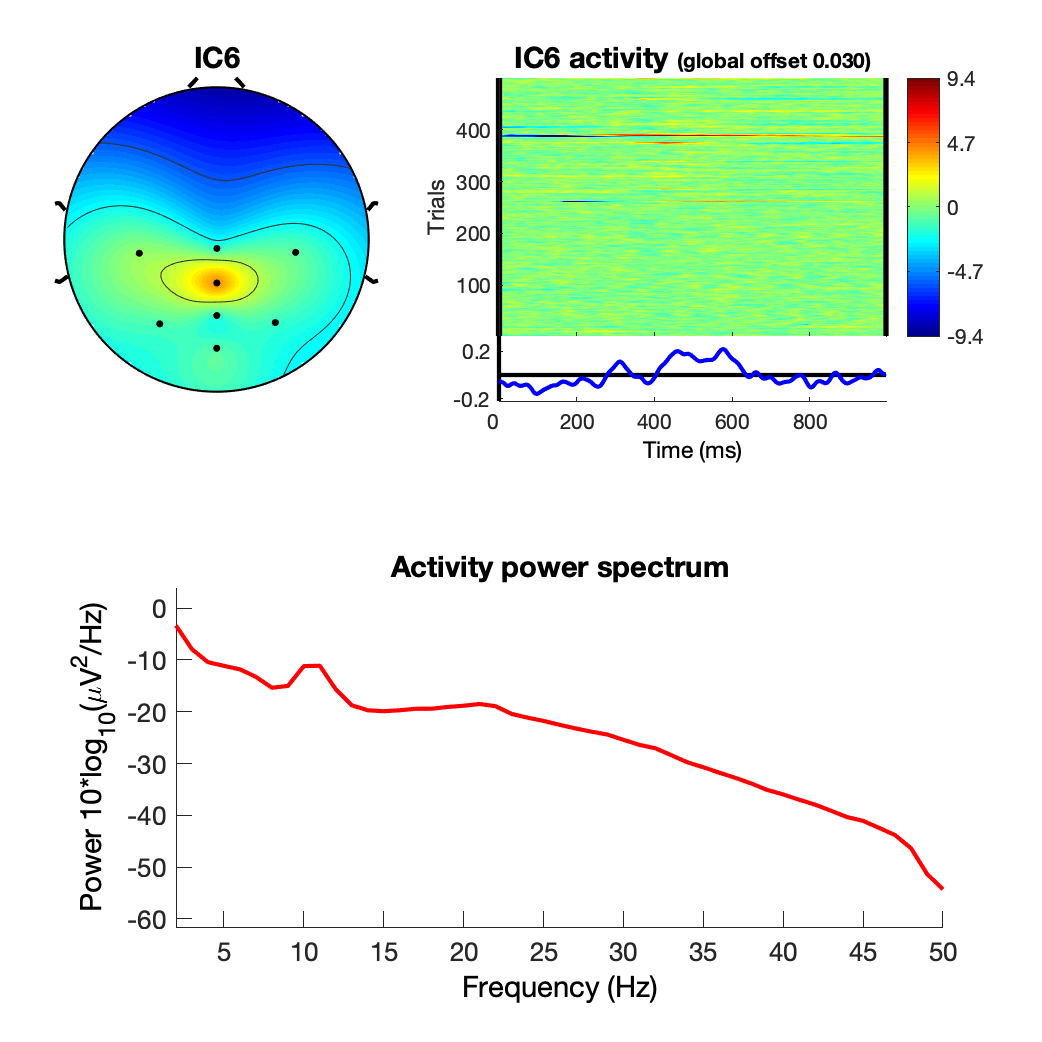 IC6
IC6 activity (global offset 0.030)
Trials
400
300
200
100
9.4
4.7
0
-4.7
-9.4
0.2
-0.2
0 200 400 600 800
Time (ms)
Activity power spectrum
Power 10*log10(μV2/Hz)
0
-10
-20
-30
-40
-50
-60
5 10 15 20 25 30 35 40 45 50
Frequency (Hz)